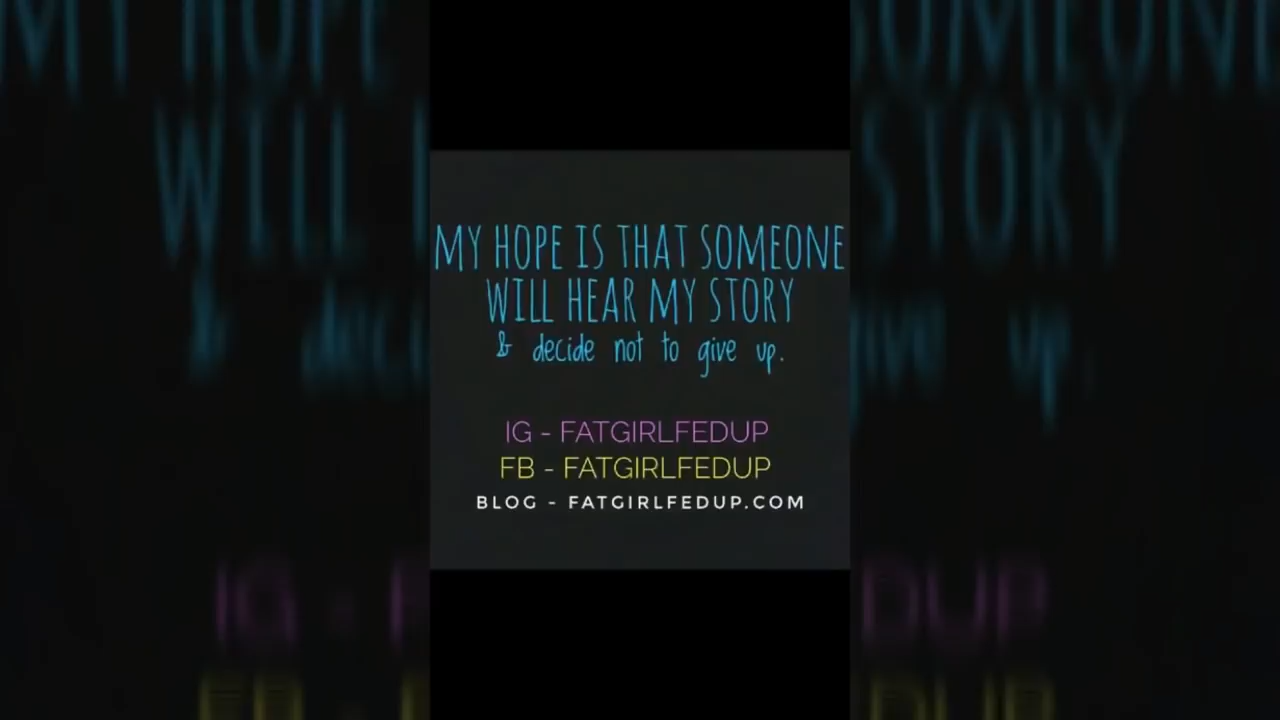 MY HOPE IS THAT SOMEONE
WILL HEAR MY STORY
& decide not to give up.
IG - FATGIRLFEDUP
FB - FATGIRLFEDUP
BLOG - FATGIRLFEDUP.COM